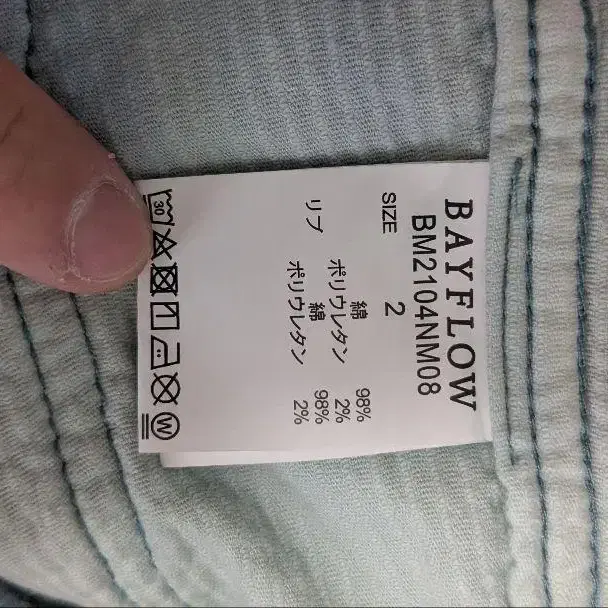 BAYFLOW
BM2104NM08
SIZE 2
綿 98%
ポリウレタン 2%
リブ 綿 98%
ポリウレタン 2%
30
W